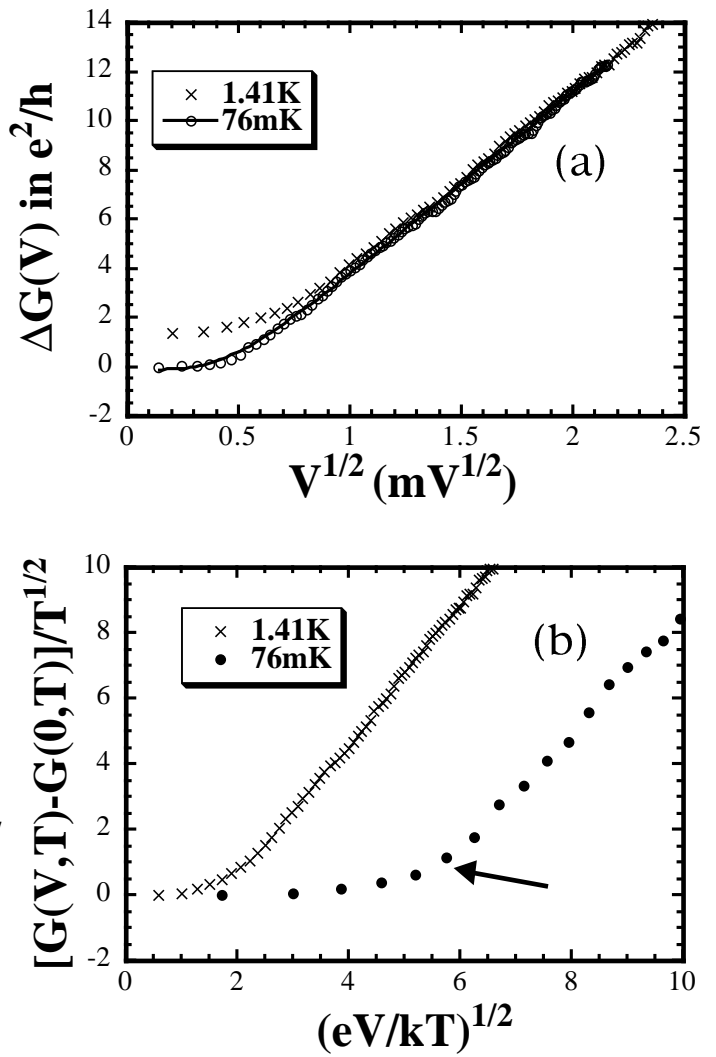 14
12
10
8
6
4
2
0
-2
ΔG(V) in e²/h
1.41K
76mK
(a)
0 0.5 1 1.5 2 2.5
V^{1/2} (mV^{1/2})
10
8
6
4
2
0
-2
[G(V,T)-G(0,T)]/T^{1/2}
1.41K
76mK
(b)
0 2 4 6 8 10
(eV/kT)^{1/2}